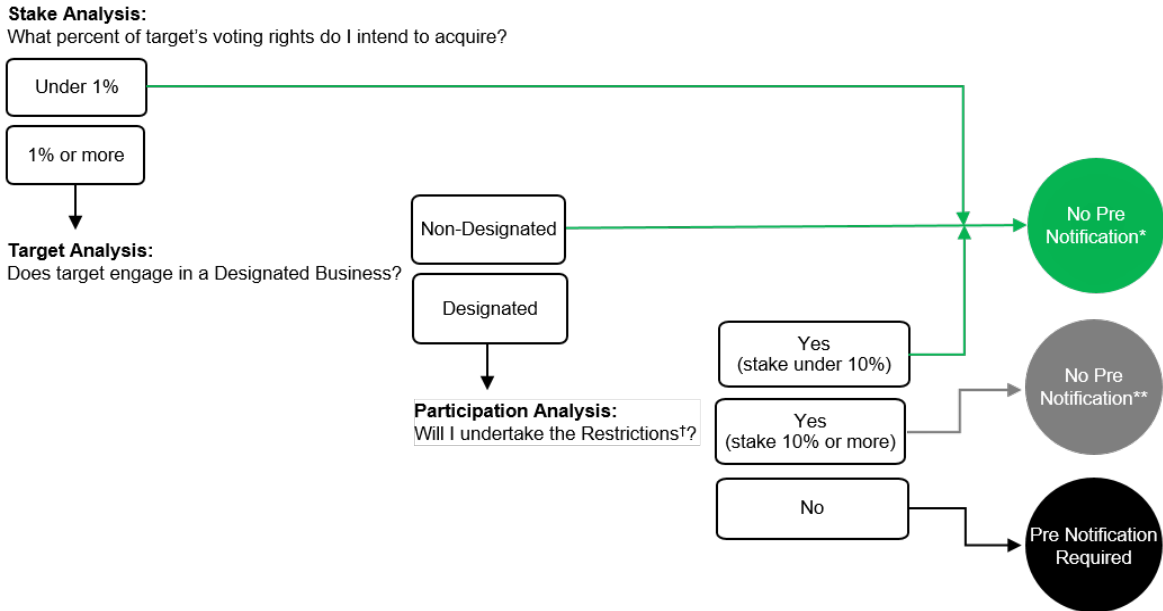 Stake Analysis:
What percent of target's voting rights do I intend to acquire?
Under 1%
1% or more
Target Analysis:
Does target engage in a Designated Business?
Non-Designated
Designated
Participation Analysis:
Will I undertake the Restrictions†?
Yes
(stake under 10%)
Yes
(stake 10% or more)
No
No Pre
Notification*
No Pre
Notification**
Pre Notification
Required